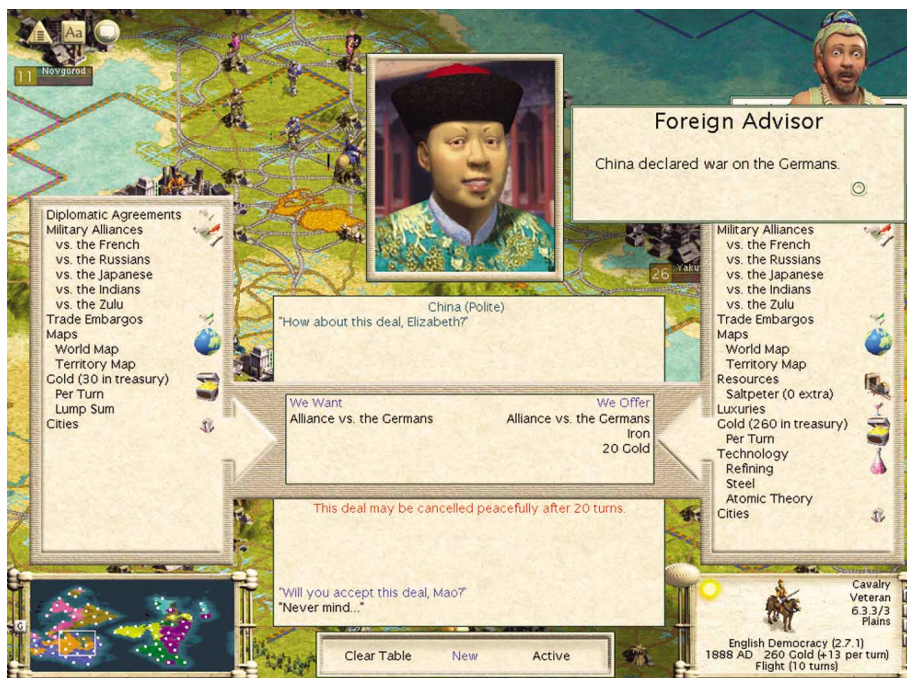 Aa
11
Novgorod
Foreign Advisor
China declared war on the Germans.
26
Yaku
Diplomatic Agreements
Military Alliances
vs. the French
vs. the Russians
vs. the Japanese
vs. the Indians
vs. the Zulu
Trade Embargos
Maps
World Map
Territory Map
Gold (30 in treasury)
Per Turn
Lump Sum
Cities
China (Polite)
"How about this deal, Elizabeth?"
We Want
Alliance vs. the Germans
We Offer
Alliance vs. the Germans
Iron
20 Gold
This deal may be cancelled peacefully after 20 turns.
"Will you accept this deal, Mao?"
"Never mind..."
Military Alliances
vs. the French
vs. the Russians
vs. the Japanese
vs. the Indians
vs. the Zulu
Trade Embargos
Maps
World Map
Territory Map
Resources
Saltpeter (0 extra)
Luxuries
Gold (260 in treasury)
Per Turn
Technology
Refining
Steel
Atomic Theory
Cities
G
Clear Table New Active
Cavalry
Veteran
6.3.3/3
Plains
English Democracy (2.7.1)
1888 AD 260 Gold (+13 per turn)
Flight (10 turns)